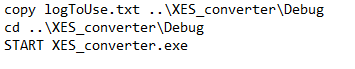 copy logToUse.txt ..\XES_converter\Debug
cd ..\XES_converter\Debug
START XES_converter.exe